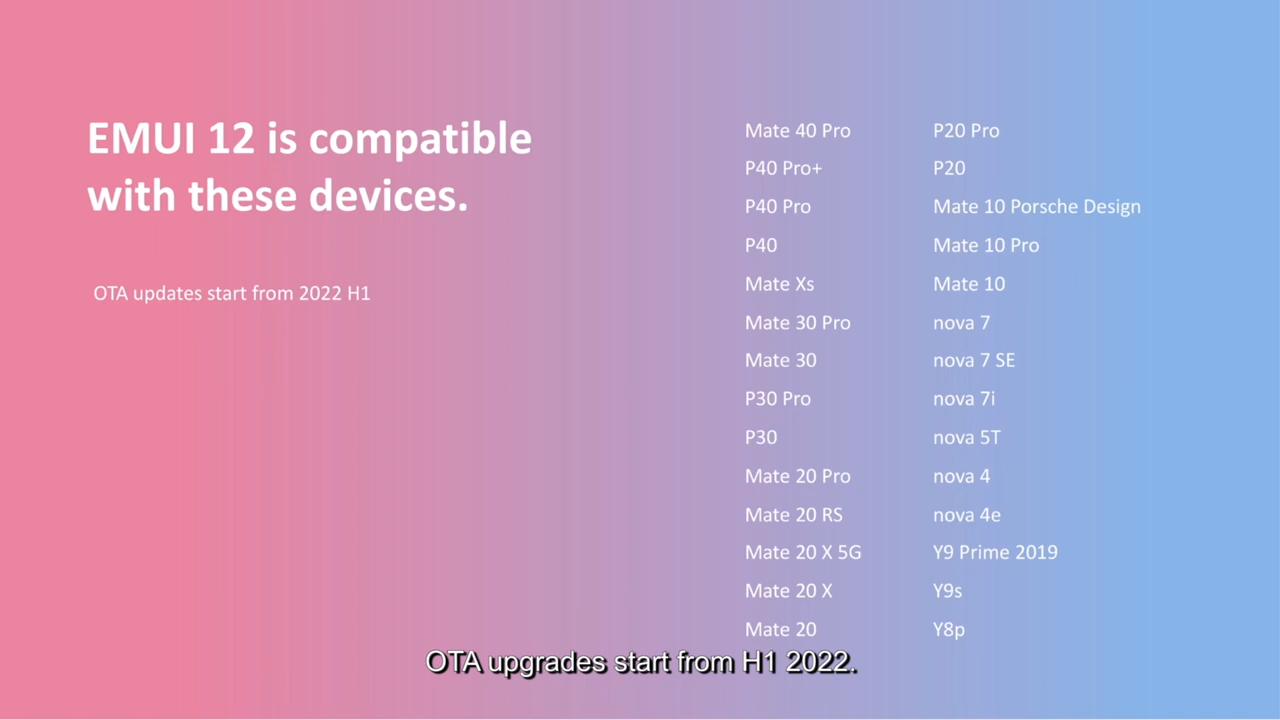 EMUI 12 is compatible
with these devices.
OTA updates start from 2022 H1
Mate 40 Pro
P40 Pro+
P40 Pro
P40
Mate Xs
Mate 30 Pro
Mate 30
P30 Pro
P30
Mate 20 Pro
Mate 20 RS
Mate 20 X 5G
Mate 20 X
Mate 20
P20 Pro
P20
Mate 10 Porsche Design
Mate 10 Pro
Mate 10
nova 7
nova 7 SE
nova 7i
nova 5T
nova 4
nova 4e
Y9 Prime 2019
Y9s
Y8p
OTA upgrades start from H1 2022.